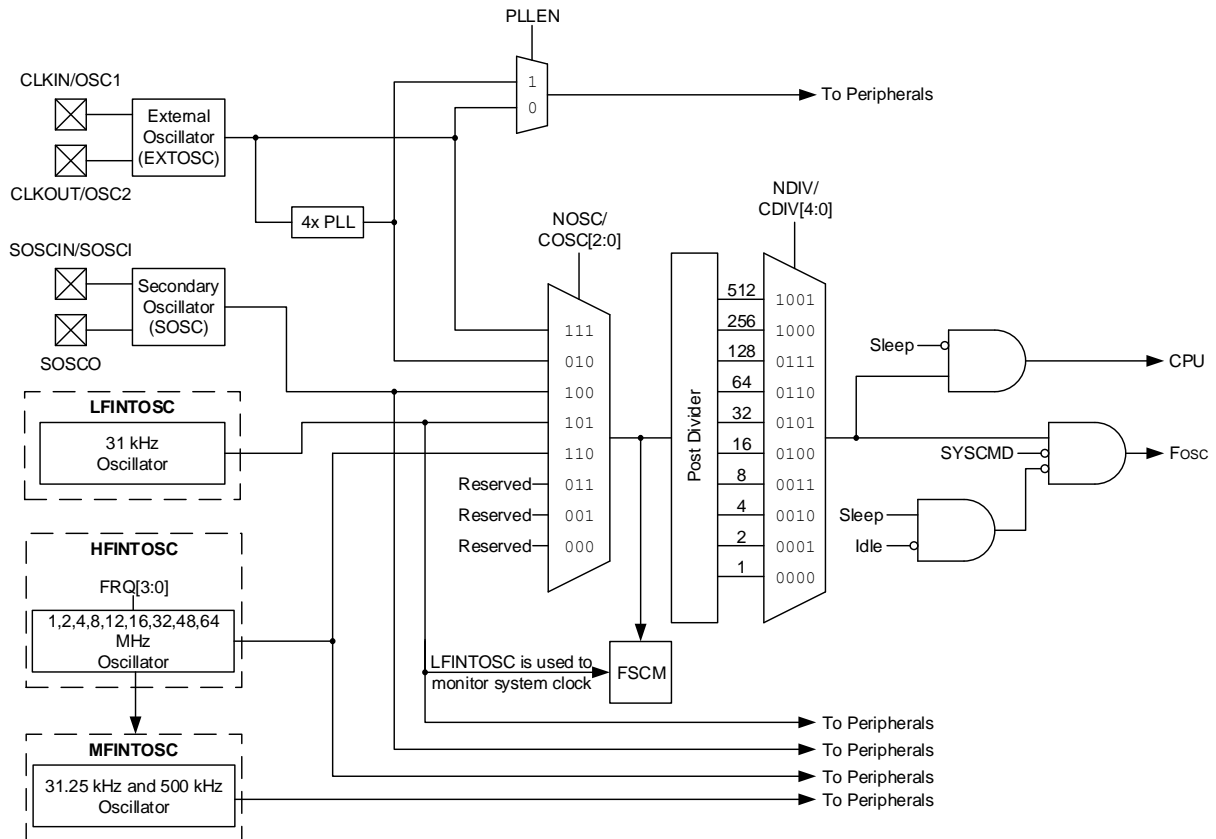 PLLEN
CLKIN/OSC1
1
0
To Peripherals
External
Oscillator
(EXTOSC)
CLKOUT/OSC2
4x PLL
NOSC/
COSC[2:0]
NDIV/
CDIV[4:0]
SOSCIN/SOSCI
Secondary
Oscillator
(SOSC)
SOSCO
LFINTOSC
31 kHz
Oscillator
HFINTOSC
FRQ[3:0]
1,2,4,8,12,16,32,48,64
MHz
Oscillator
MFINTOSC
31.25 kHz and 500 kHz
Oscillator
111
010
100
101
110
Reserved 011
Reserved 001
Reserved 000
LFINTOSC is used to
monitor system clock
FSCM
Post Divider
512 1001
256 1000
128 0111
64 0110
32 0101
16 0100
8 0011
4 0010
2 0001
1 0000
Sleep
CPU
SYSCMD
Fosc
Sleep
Idle
To Peripherals
To Peripherals
To Peripherals
To Peripherals